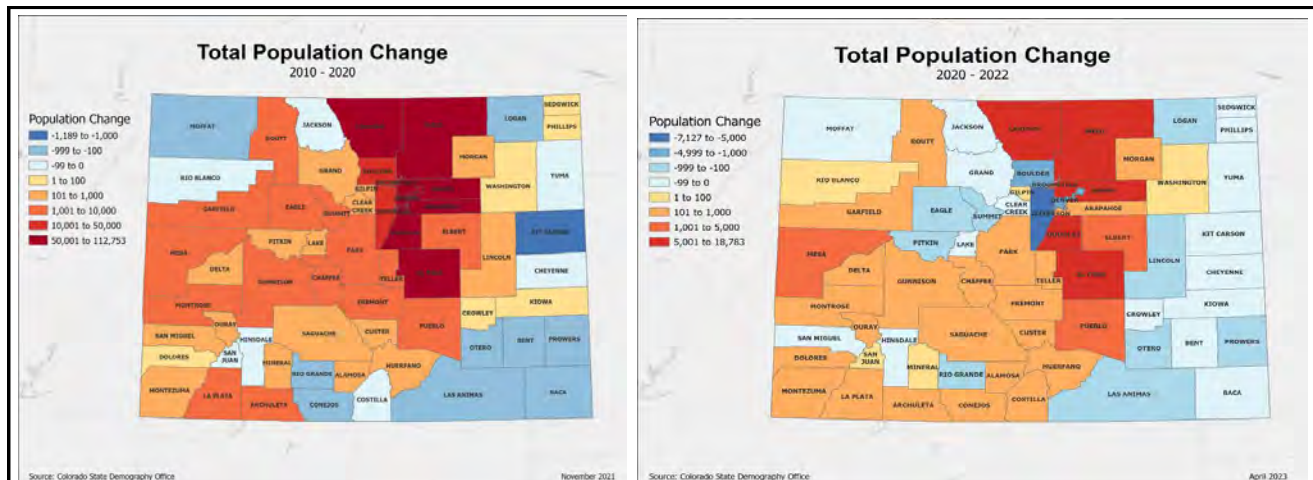 Total Population Change
2010 - 2020
Population Change
-1,189 to -1,000
-999 to -100
-99 to 0
1 to 100
101 to 1,000
1,001 to 10,000
10,001 to 50,000
50,001 to 112,753
MOFFAT
ROUTT
JACKSON
LOGAN
SEDGWICK
PHILLIPS
MORGAN
RIO BLANCO
GRAND
GILPIN
CLEAR
CREEK
WASHINGTON
YUMA
GARFIELD
EAGLE
SUMMIT
PITKIN
LAKE
PARK
ELBERT
LINCOLN
KIT CARSON
MESA
DELTA
GUNNISON
CHAFFEE
TELLER
CHEYENNE
MONTROSE
FREMONT
CROWLEY
KIOWA
OURAY
SAN MIGUEL
HINSDALE
SAGUACHE
CUSTER
PUEBLO
OTERO
BENT
PROWERS
DOLORES
SAN
JUAN
MINERAL
RIO GRANDE
ALAMOSA
HUERFANO
MONTEZUMA
LA PLATA
ARCHULETA
CONEJOS
COSTILLA
LAS ANIMAS
BACA
Source: Colorado State Demography Office
November 2021
Total Population Change
2020 - 2022
Population Change
-7,127 to -5,000
-4,999 to -1,000
-999 to -100
-99 to 0
1 to 100
101 to 1,000
1,001 to 5,000
5,001 to 18,783
MOFFAT
ROUTT
JACKSON
LOGAN
SEDGWICK
PHILLIPS
MORGAN
RIO BLANCO
GRAND
BOULDER
GILPIN
CLEAR
CREEK
WASHINGTON
YUMA
GARFIELD
EAGLE
SUMMIT
ARAPAHOE
PITKIN
LAKE
PARK
ELBERT
LINCOLN
KIT CARSON
MESA
DELTA
GUNNISON
CHAFFEE
TELLER
CHEYENNE
MONTROSE
FREMONT
CROWLEY
KIOWA
OURAY
SAN MIGUEL
HINSDALE
SAGUACHE
CUSTER
PUEBLO
OTERO
BENT
PROWERS
DOLORES
SAN
JUAN
MINERAL
RIO GRANDE
ALAMOSA
HUERFANO
MONTEZUMA
LA PLATA
ARCHULETA
CONEJOS
COSTILLA
LAS ANIMAS
BACA
Source: Colorado State Demography Office
April 2023